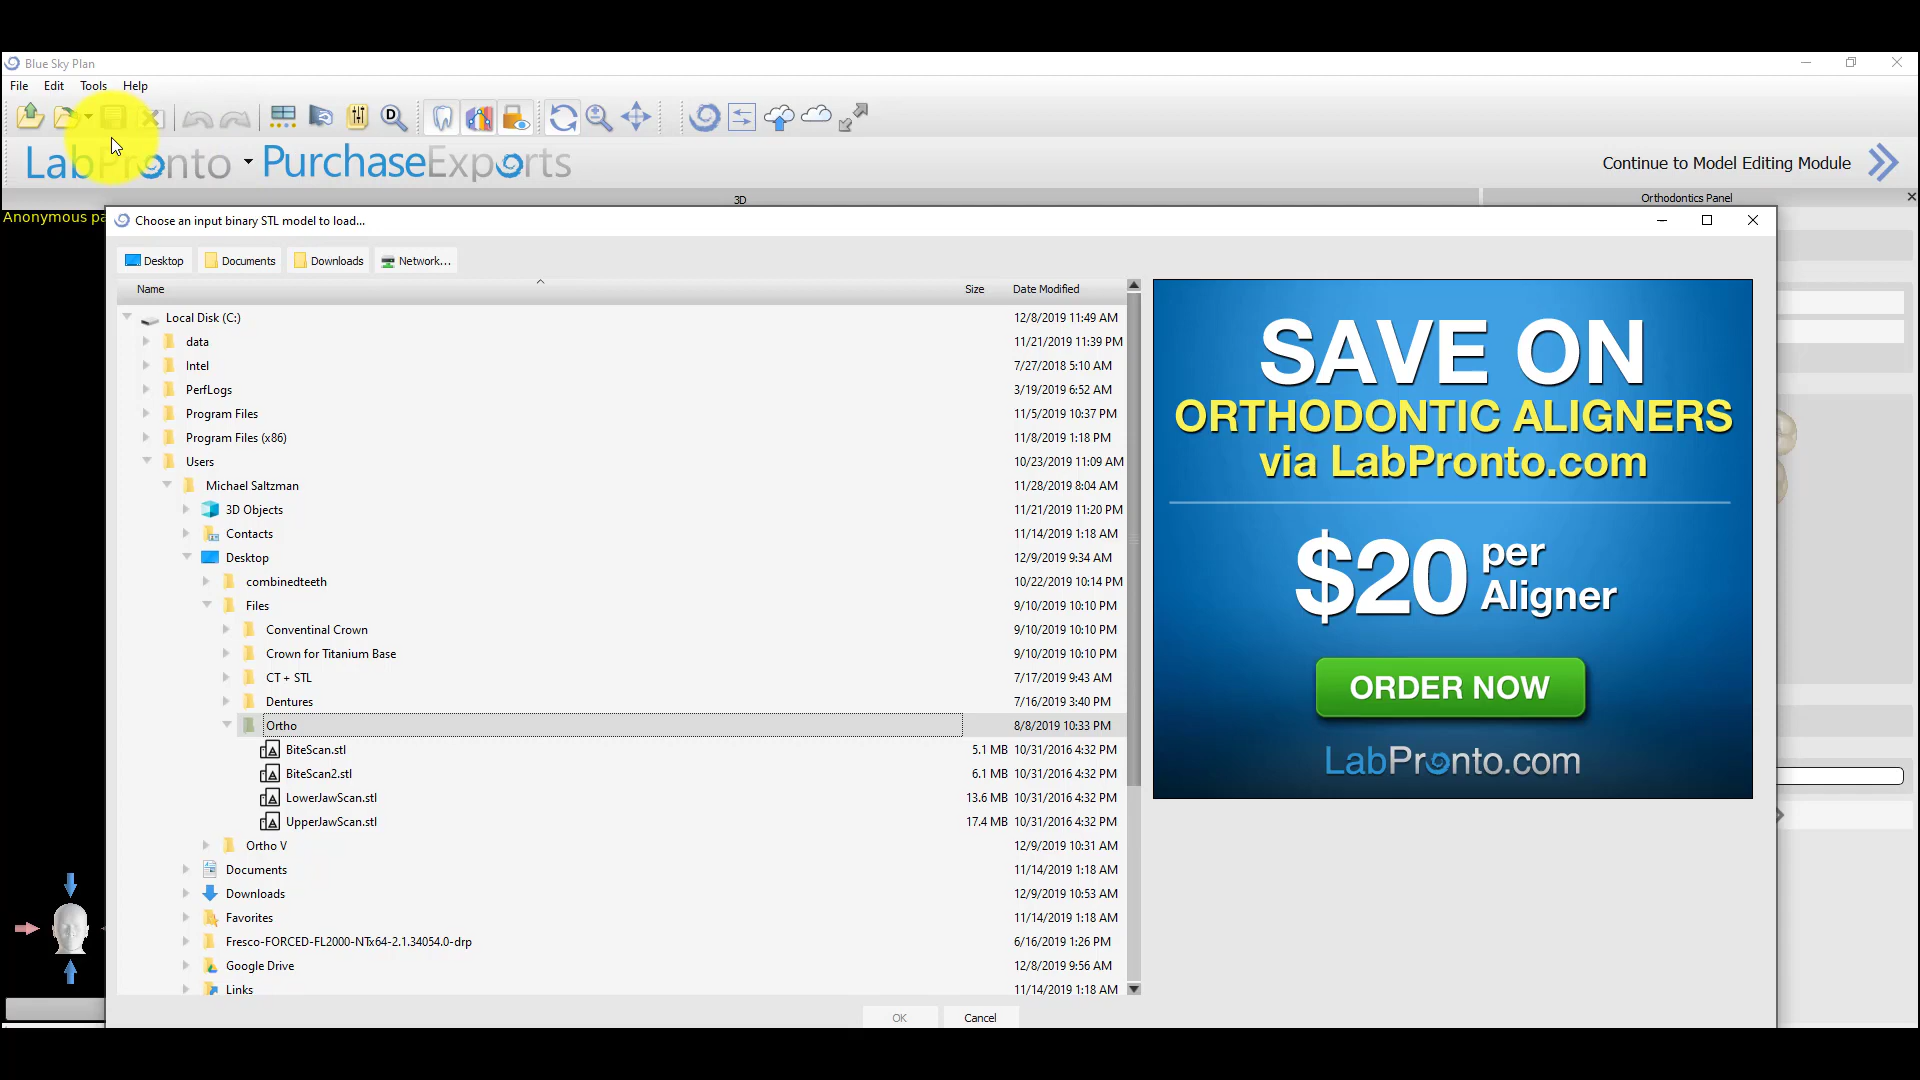 Blue Sky Plan
File Edit Tools Help
D
LabPronto PurchaseExports
Continue to Model Editing Module
3D
Orthodontics Panel
Anonymous pa
Choose an input binary STL model to load...
Desktop Documents Downloads Network...
Name Size Date Modified
Local Disk (C:) 12/8/2019 11:49 AM
data 11/21/2019 11:39 PM
Intel 7/27/2018 5:10 AM
PerfLogs 3/19/2019 6:52 AM
Program Files 11/5/2019 10:37 PM
Program Files (x86) 11/8/2019 1:18 PM
Users 10/23/2019 11:09 AM
Michael Saltzman 11/28/2019 8:04 AM
3D Objects 11/21/2019 11:20 PM
Contacts 11/14/2019 1:18 AM
Desktop 12/9/2019 9:34 AM
combinedteeth 10/22/2019 10:14 PM
Files 9/10/2019 10:10 PM
Conventinal Crown 9/10/2019 10:10 PM
Crown for Titanium Base 9/10/2019 10:10 PM
CT + STL 7/17/2019 9:43 AM
Dentures 7/16/2019 3:40 PM
Ortho 8/8/2019 10:33 PM
BiteScan.stl 5.1 MB 10/31/2016 4:32 PM
BiteScan2.stl 6.1 MB 10/31/2016 4:32 PM
LowerJawScan.stl 13.6 MB 10/31/2016 4:32 PM
UpperJawScan.stl 17.4 MB 10/31/2016 4:32 PM
Ortho V 12/9/2019 10:31 AM
Documents 11/14/2019 1:18 AM
Downloads 12/9/2019 10:53 AM
Favorites 11/14/2019 1:18 AM
Fresco-FORCED-FL2000-NTx64-2.1.34054.0-drp 6/16/2019 1:26 PM
Google Drive 12/8/2019 9:56 AM
Links 11/14/2019 1:18 AM
OK Cancel
SAVE ON
ORTHODONTIC ALIGNERS
via LabPronto.com
$20 per
Aligner
ORDER NOW
LabPronto.com